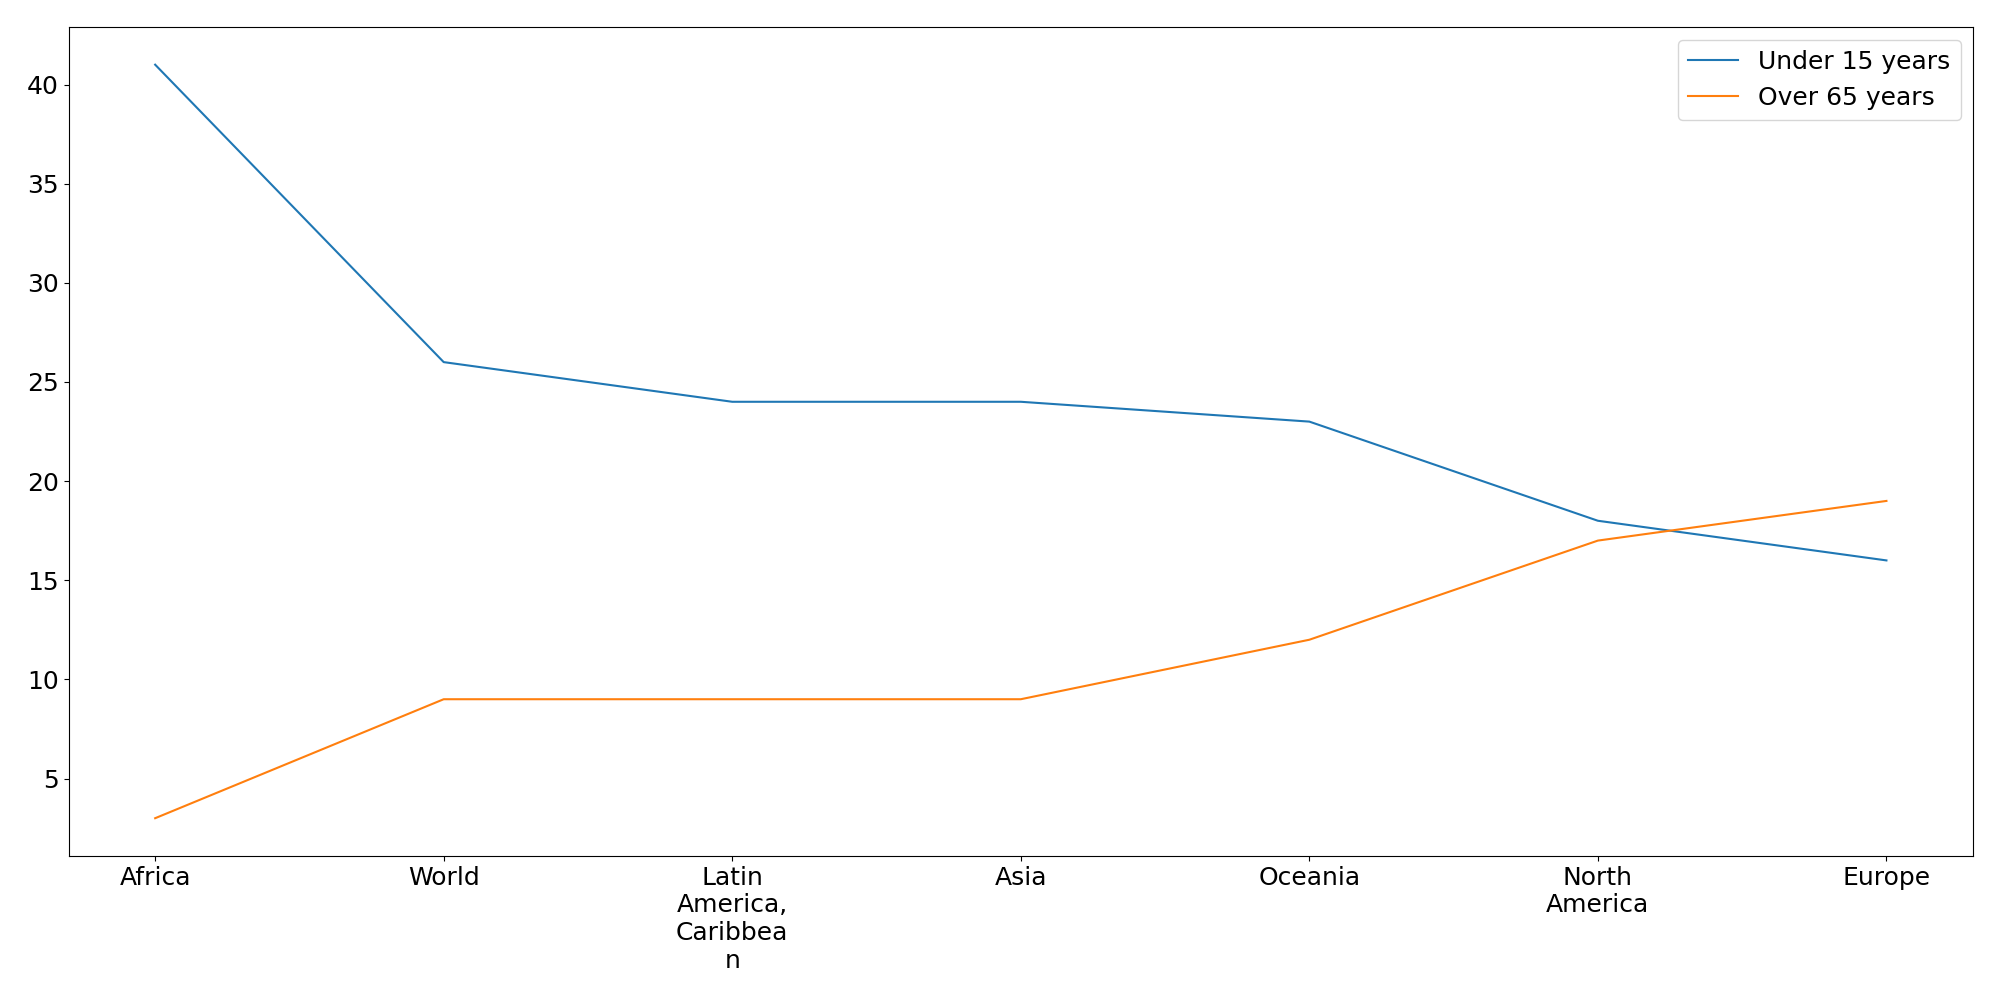 Under 15 years
Over 65 years
40
35
30
25
20
15
10
5
Africa
World
Latin
America,
Caribbea
n
Asia
Oceania
North
America
Europe